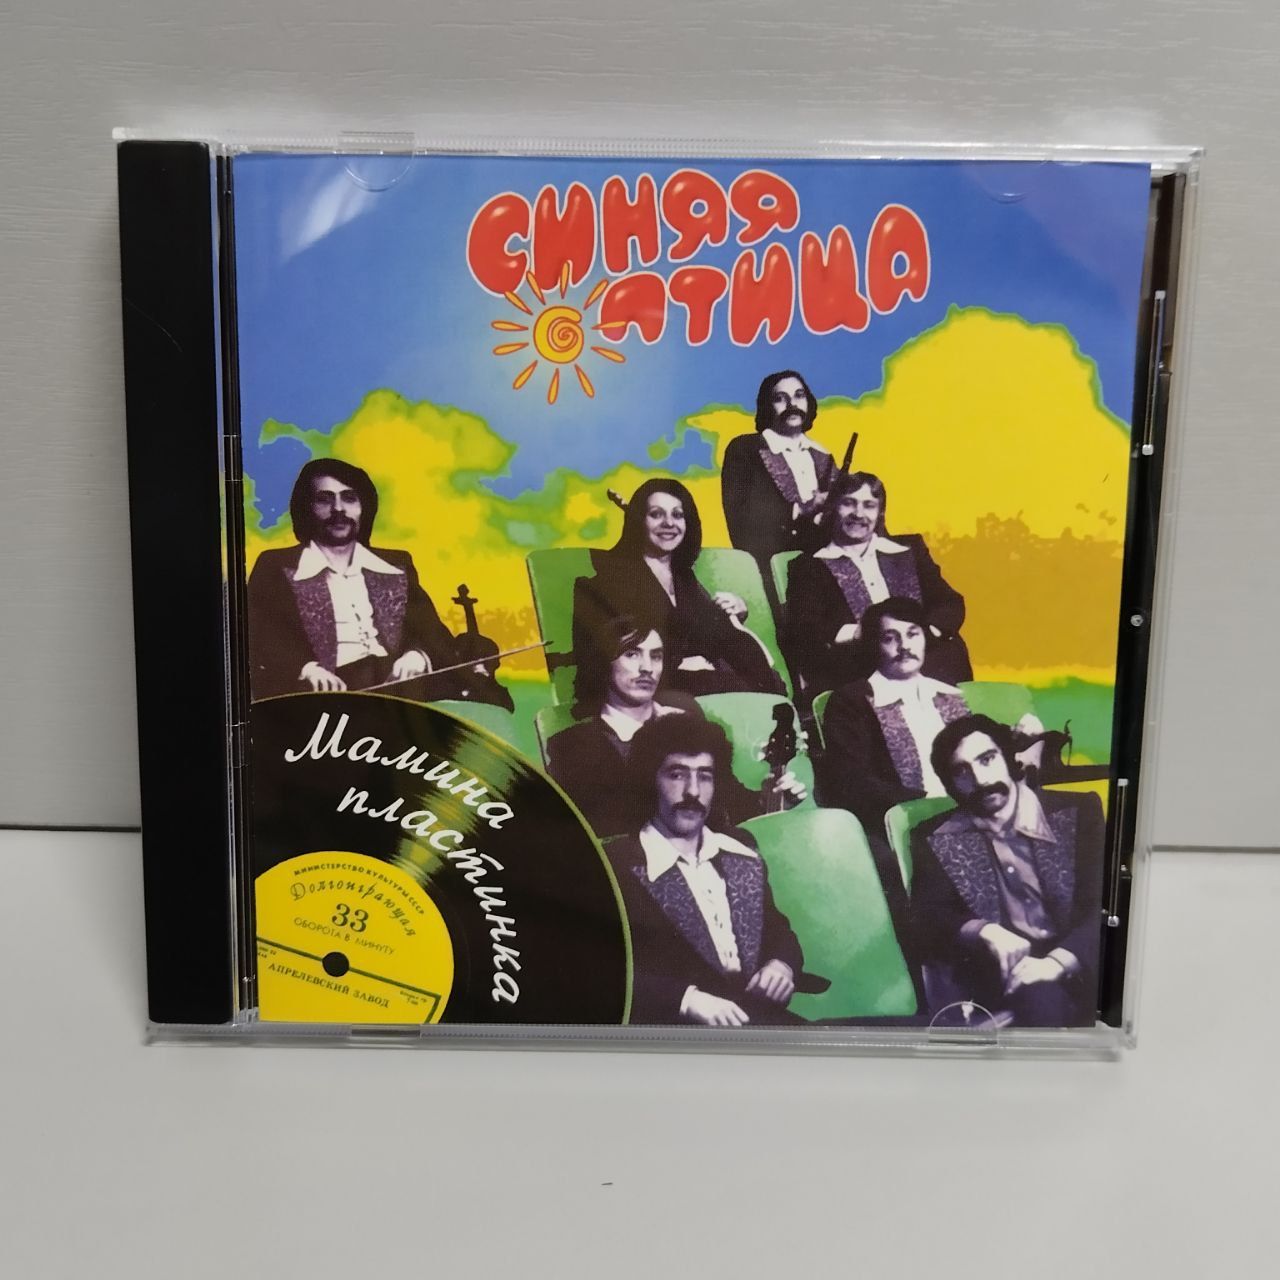 СИНЯЯ
ПТИЦА
Мамина
пластинка
МИНИСТЕРСТВО КУЛЬТУРЫ СССР
Долгоиграющая
33
ОБОРОТА В МИНУТУ
АПРЕЛЕВСКИЙ ЗАВОД